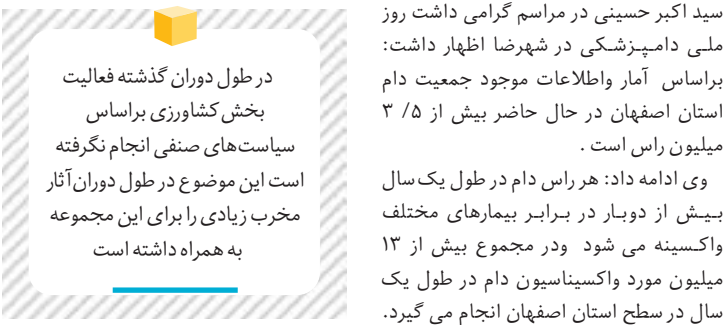 سید اکبر حسینی در مراسم گرامی داشت روز
ملی دامپزشکی در شهرضا اظهار داشت:
براساس آمار واطلاعات موجود جمعیت دام
استان اصفهان در حال حاضر بیش از ۵/ ۳
میلیون راس است .
وی ادامه داد: هر راس دام در طول یک‌سال
بیش از دوبار در برابر بیمارهای مختلف
واکسینه می شود ودر مجموع بیش از ۱۳
میلیون مورد واکسیناسیون دام در طول یک
سال در سطح استان اصفهان انجام می گیرد.
در طول دوران گذشته فعالیت
بخش کشاورزی براساس
سیاست‌های صنفی انجام نگرفته
است این موضوع در طول دوران آثار
مخرب زیادی را برای این مجموعه
به همراه داشته است